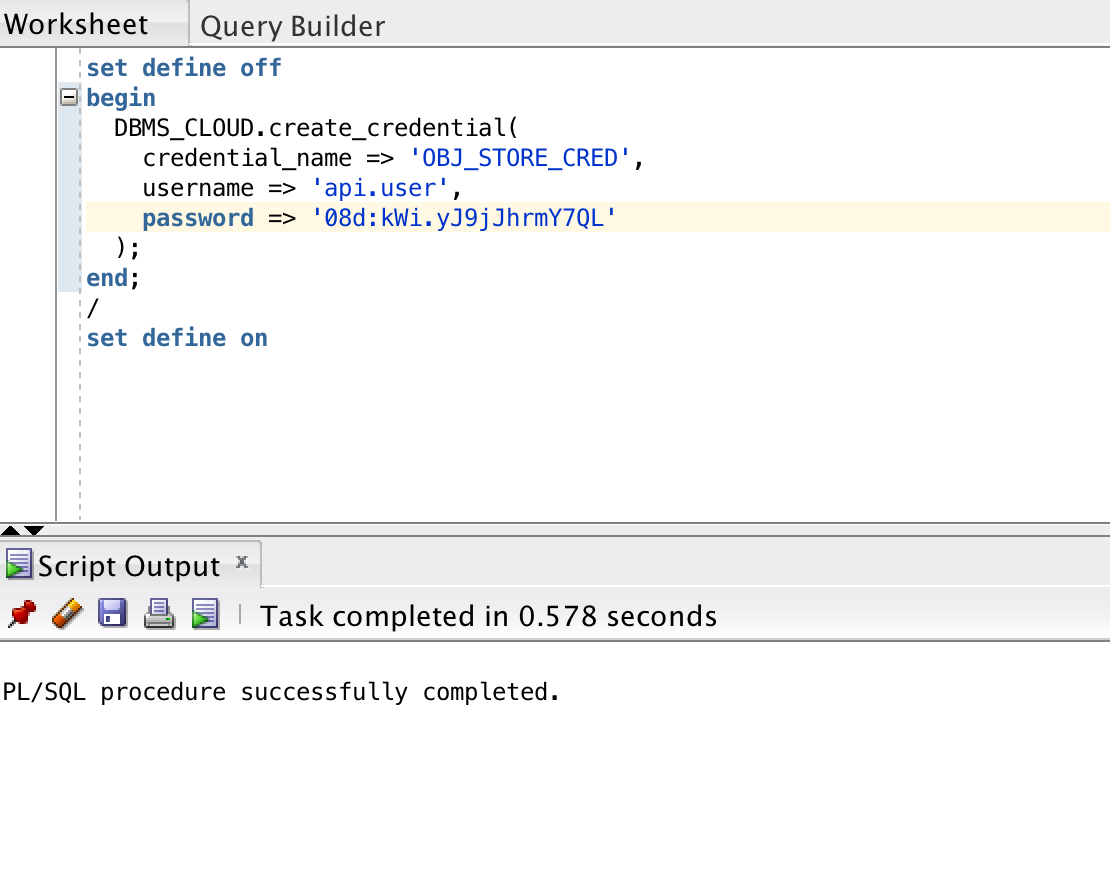 Worksheet Query Builder
set define off
begin
  DBMS_CLOUD.create_credential(
    credential_name => 'OBJ_STORE_CRED',
    username => 'api.user',
    password => '08d:kWi.yJ9jJhrmY7QL'
  );
end;
/
set define on
Script Output x
Task completed in 0.578 seconds
PL/SQL procedure successfully completed.